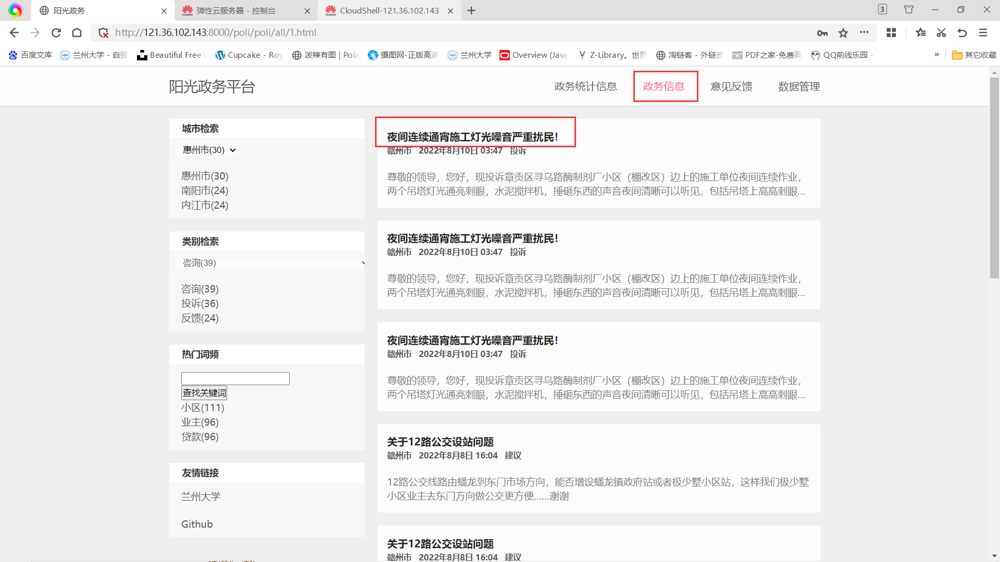 阳光政务
弹性云服务器 - 控制台
CloudShell-121.36.102.143
3
http://121.36.102.143:8000/poli/poli/all/1.html
百度文库
兰州大学 - 自强
Beautiful Free
Cupcake - Roy
泼辣有图 | Pola
摄图网-正版高清
兰州大学
Overview (Java
Z-Library。世界
淘链客 - 外链资
PDF之家-免费高
QQ前线乐园 -
»
其它收藏
阳光政务平台
政务统计信息
政务信息
意见反馈
数据管理
城市检索
惠州市(30)
惠州市(30)
南阳市(24)
内江市(24)
类别检索
咨询(39)
咨询(39)
投诉(36)
反馈(24)
热门词频
查找关键词
小区(111)
业主(96)
贷款(96)
友情链接
兰州大学
Github
夜间连续通宵施工灯光噪音严重扰民！
赣州市 2022年8月10日 03:47 投诉
尊敬的领导，您好，现投诉章贡区寻乌路酶制剂厂小区（棚改区）边上的施工单位夜间连续作业，
两个吊塔灯光通亮刺眼，水泥搅拌机，捶砸东西的声音夜间清晰可以听见，包括吊塔上高高刺眼...
夜间连续通宵施工灯光噪音严重扰民！
赣州市 2022年8月10日 03:47 投诉
尊敬的领导，您好，现投诉章贡区寻乌路酶制剂厂小区（棚改区）边上的施工单位夜间连续作业，
两个吊塔灯光通亮刺眼，水泥搅拌机，捶砸东西的声音夜间清晰可以听见，包括吊塔上高高刺眼...
夜间连续通宵施工灯光噪音严重扰民！
赣州市 2022年8月10日 03:47 投诉
尊敬的领导，您好，现投诉章贡区寻乌路酶制剂厂小区（棚改区）边上的施工单位夜间连续作业，
两个吊塔灯光通亮刺眼，水泥搅拌机，捶砸东西的声音夜间清晰可以听见，包括吊塔上高高刺眼...
关于12路公交设站问题
赣州市 2022年8月8日 16:04 建议
12路公交线路由蟠龙到东门市场方向，能否增设蟠龙镇政府站或者极少墅小区站，这样我们极少墅
小区业主去东门方向做公交更方便……谢谢
关于12路公交设站问题
赣州市 2022年8月8日 16:04 建议